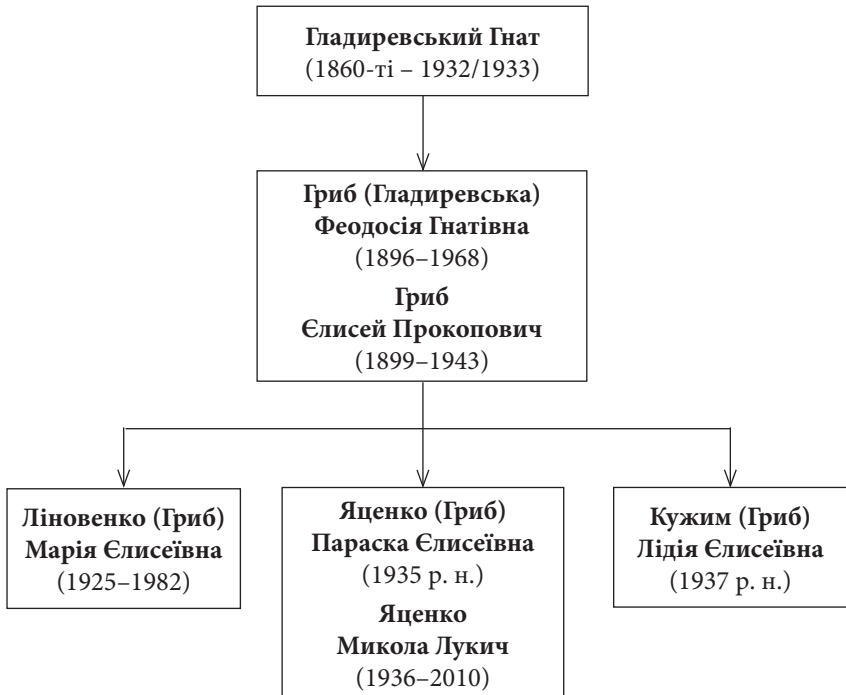 Гладиревський Гнат
(1860-ті – 1932/1933)
Гриб (Гладиревська)
Феодосія Гнатівна
(1896–1968)
Гриб
Єлисей Прокопович
(1899–1943)
Ліновенко (Гриб)
Марія Єлисеївна
(1925–1982)
Яценко (Гриб)
Параска Єлисеївна
(1935 р. н.)
Яценко
Микола Лукич
(1936–2010)
Кужим (Гриб)
Лідія Єлисеївна
(1937 р. н.)